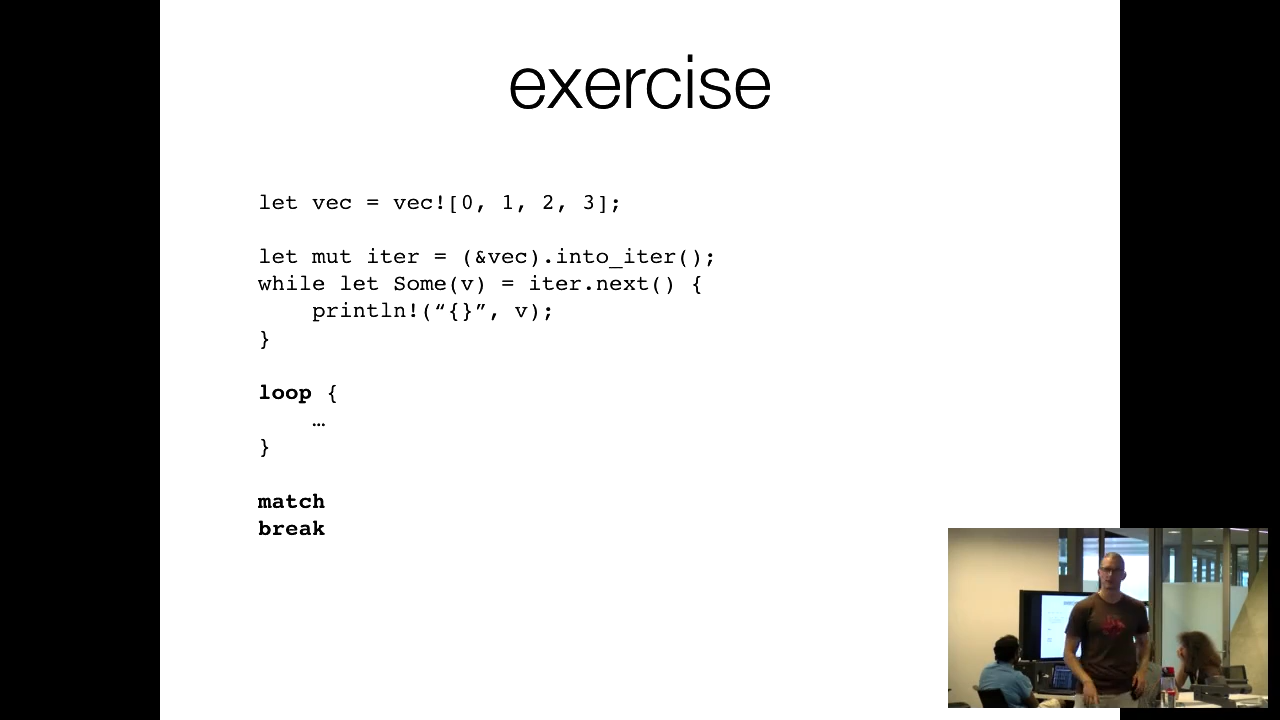 exercise
let vec = vec![0, 1, 2, 3];
let mut iter = (&vec).into_iter();
while let Some(v) = iter.next() {
    println!(“{}”, v);
}
loop {
    …
}
match
break